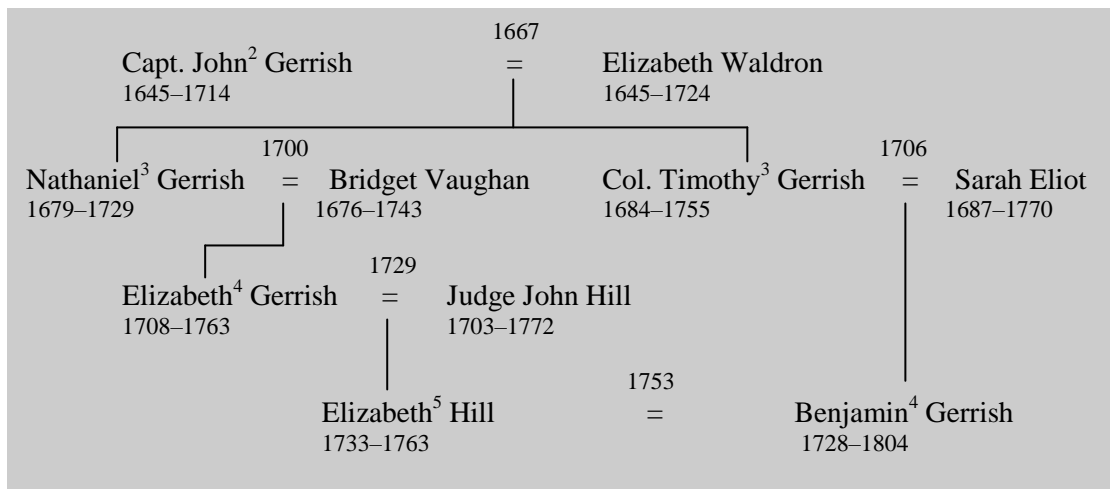 1667
Capt. John² Gerrish = Elizabeth Waldron
1645–1714 1645–1724
1700 1706
Nathaniel³ Gerrish = Bridget Vaughan Col. Timothy³ Gerrish = Sarah Eliot
1679–1729 1676–1743 1684–1755 1687–1770
1729
Elizabeth⁴ Gerrish = Judge John Hill
1708–1763 1703–1772
1753
Elizabeth⁵ Hill = Benjamin⁴ Gerrish
1733–1763 1728–1804